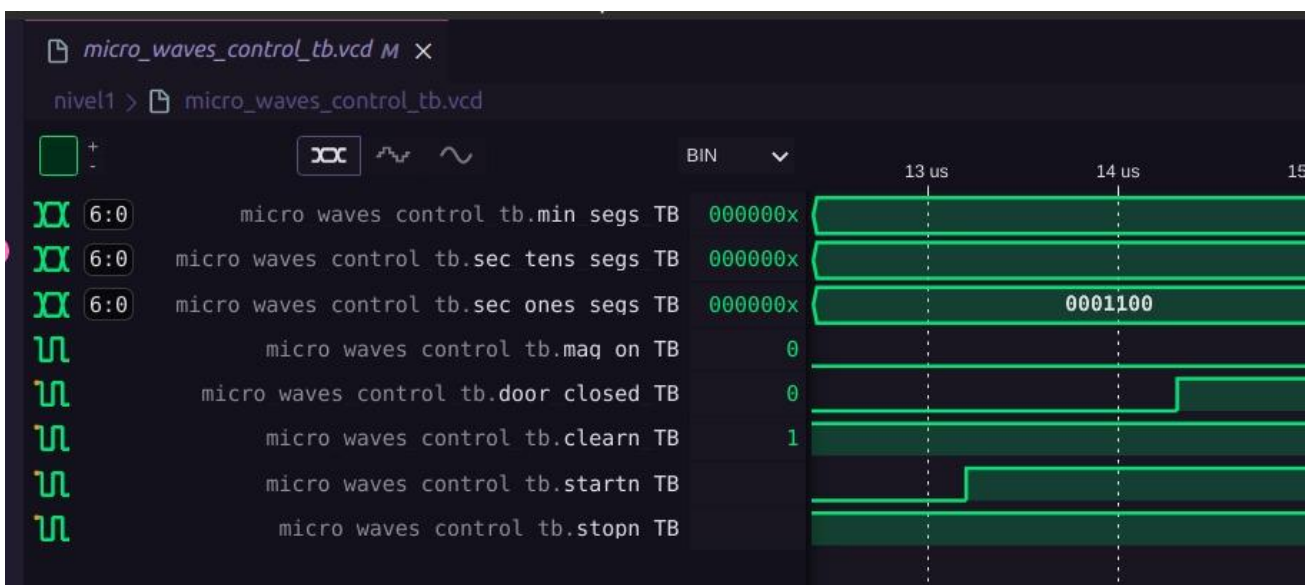 micro_waves_control_tb.vcd M ×
nivel1 > micro_waves_control_tb.vcd
+
-
BIN
13 us 14 us 15
6:0 micro waves control tb.min segs TB 000000x
6:0 micro waves control tb.sec tens segs TB 000000x
6:0 micro waves control tb.sec ones segs TB 000000x 0001100
micro waves control tb.mag on TB 0
micro waves control tb.door closed TB 0
micro waves control tb.clearn TB 1
micro waves control tb.startn TB
micro waves control tb.stopn TB